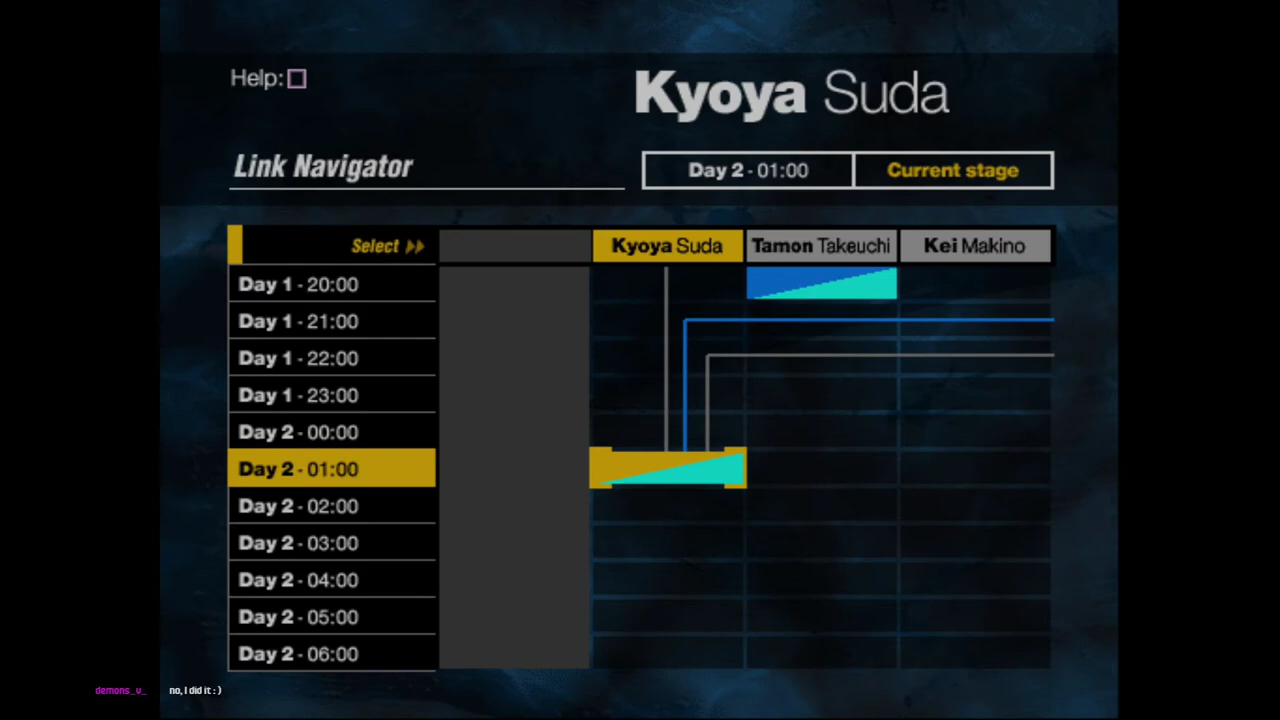 Help:
Kyoya Suda
Link Navigator
Day 2 - 01:00
Current stage
Select
Kyoya Suda
Tamon Takeuchi
Kei Makino
Day 1 - 20:00
Day 1 - 21:00
Day 1 - 22:00
Day 1 - 23:00
Day 2 - 00:00
Day 2 - 01:00
Day 2 - 02:00
Day 2 - 03:00
Day 2 - 04:00
Day 2 - 05:00
Day 2 - 06:00
demons_v_ no, I did it : )